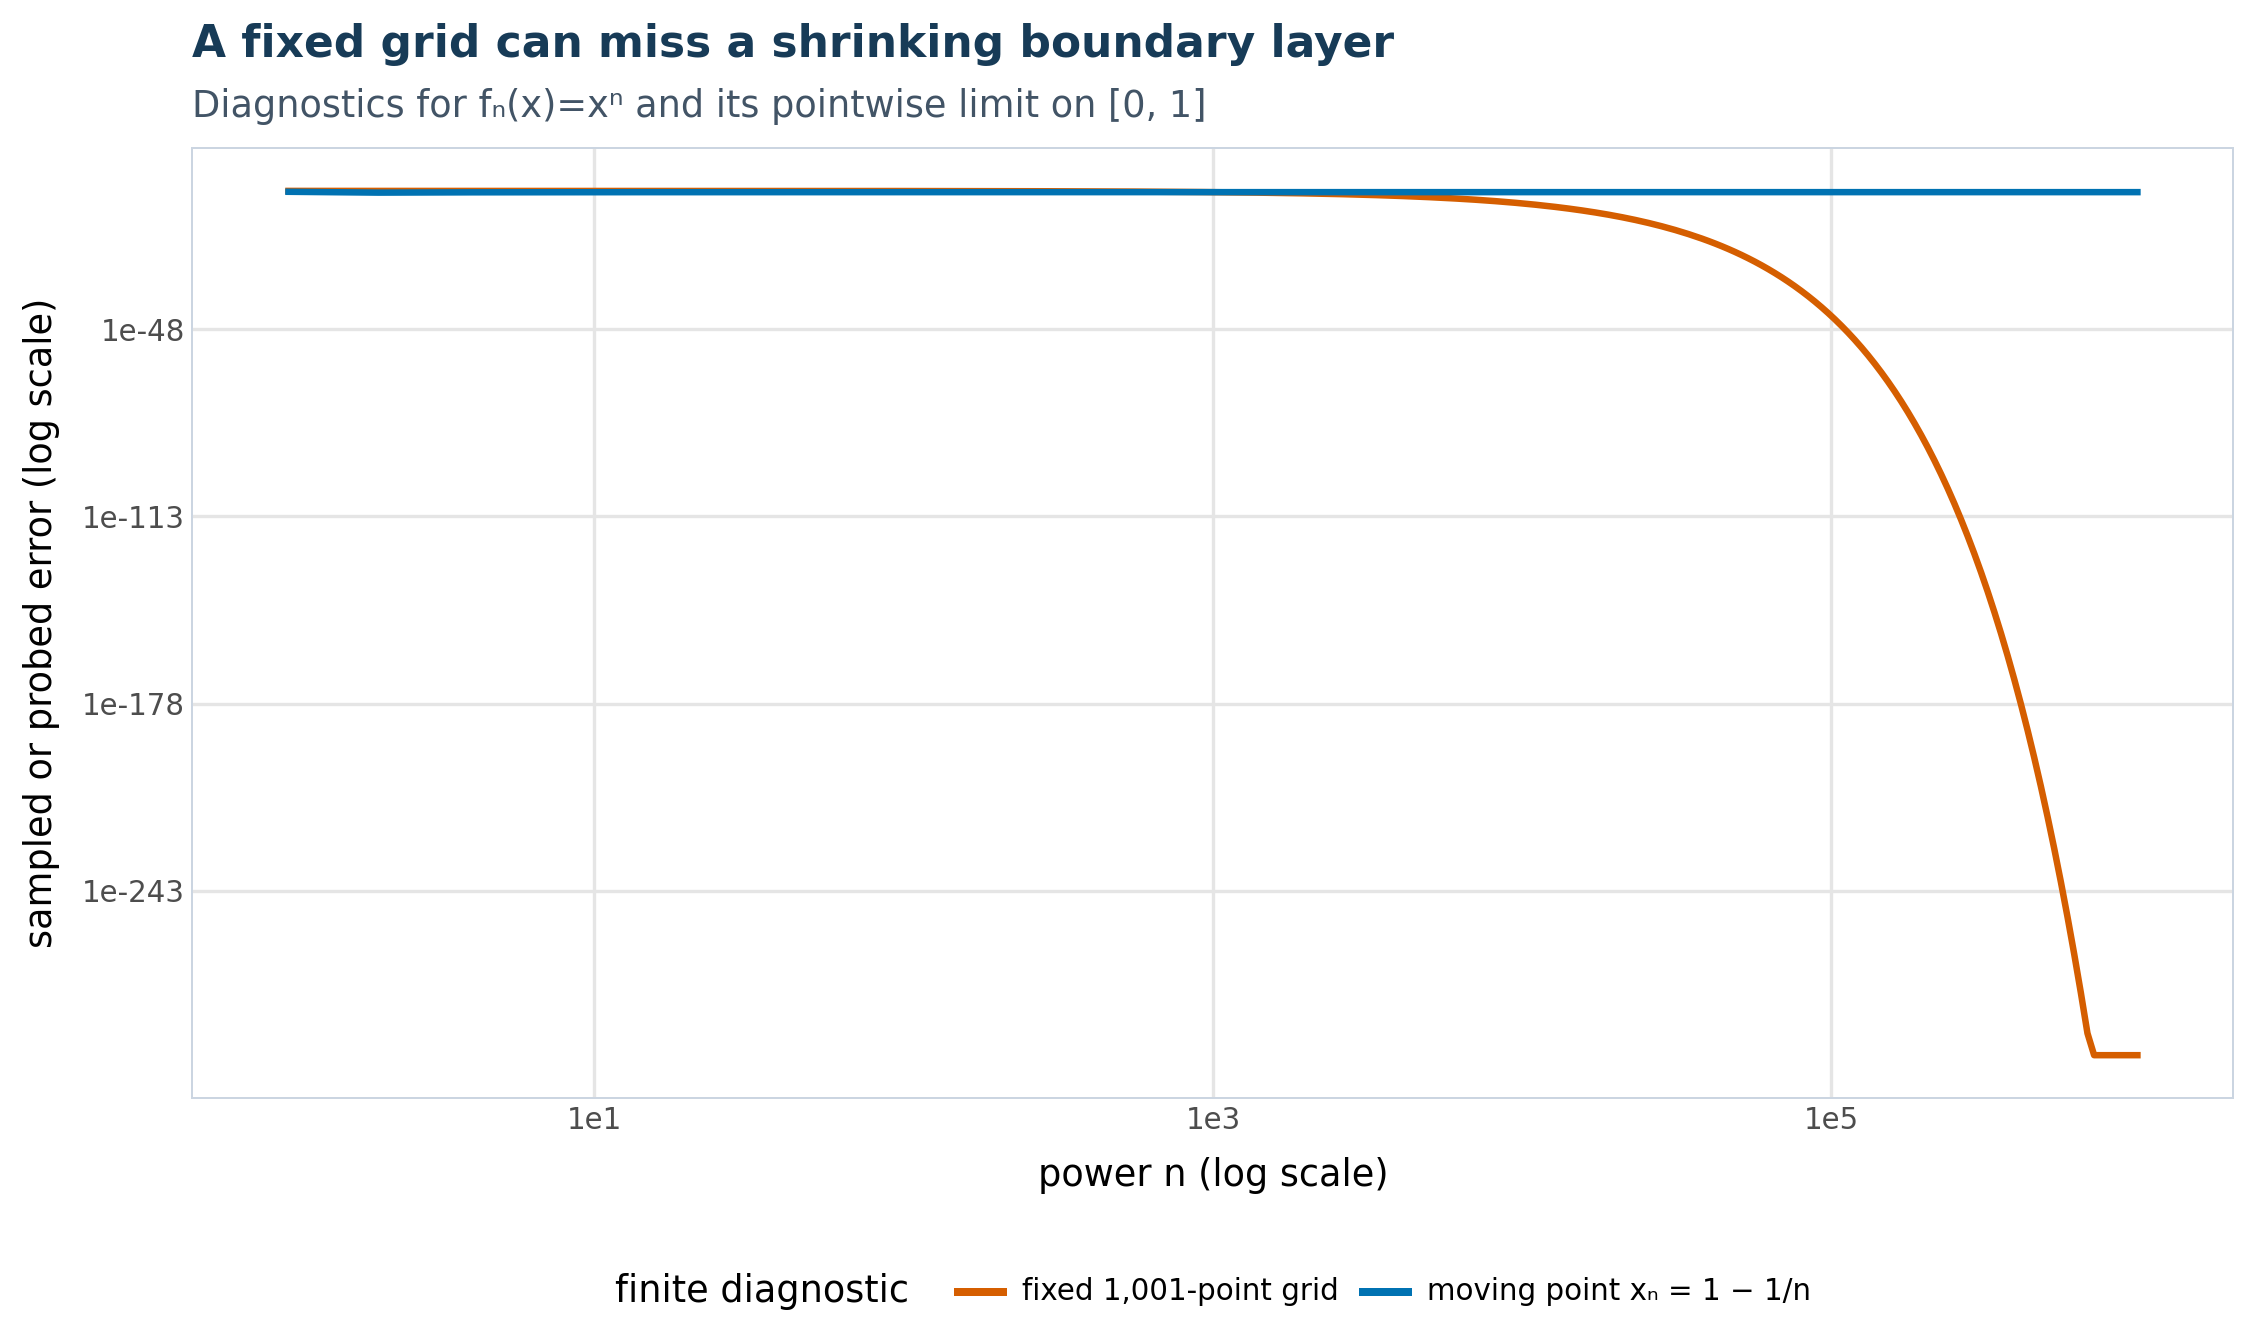 A fixed grid can miss a shrinking boundary layer
Diagnostics for fₙ(x)=xⁿ and its pointwise limit on [0, 1]
sampled or probed error (log scale)
1e-48
1e-113
1e-178
1e-243
1e1
1e3
1e5
power n (log scale)
finite diagnostic
fixed 1,001-point grid
moving point xₙ = 1 − 1/n